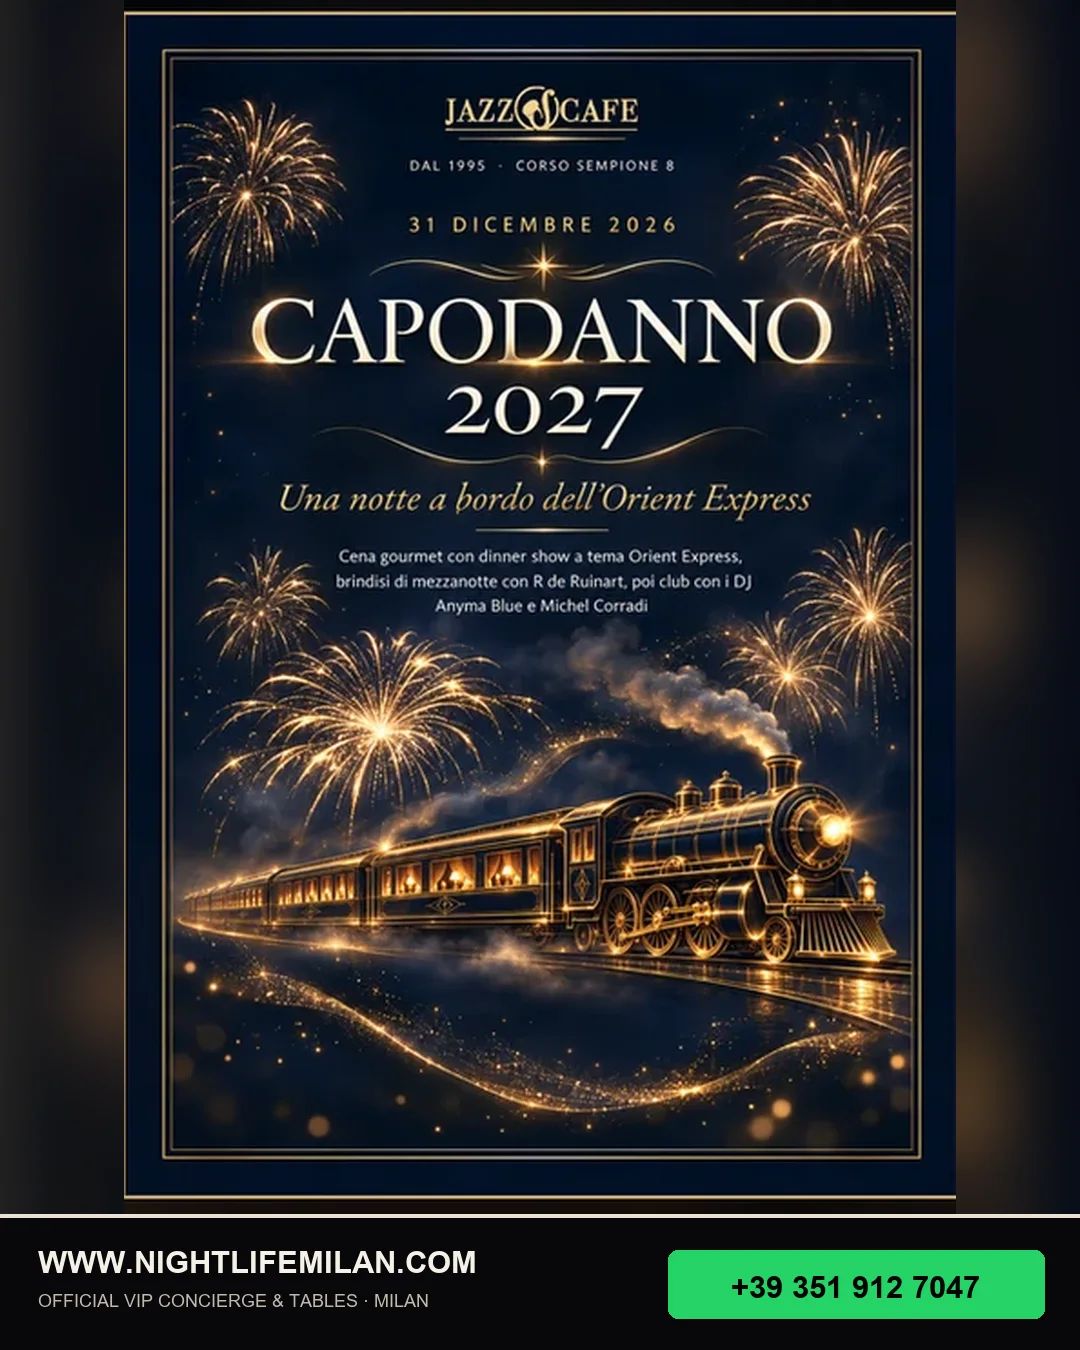 JAZZ CAFE
DAL 1995 · CORSO SEMPIONE 8
31 DICEMBRE 2026
CAPODANNO
2027
Una notte a bordo dell'Orient Express
Cena gourmet con dinner show a tema Orient Express,
brindisi di mezzanotte con R de Ruinart, poi club con i DJ
Anyma Blue e Michel Corradi
WWW.NIGHTLIFEMILAN.COM
OFFICIAL VIP CONCIERGE & TABLES · MILAN
+39 351 912 7047